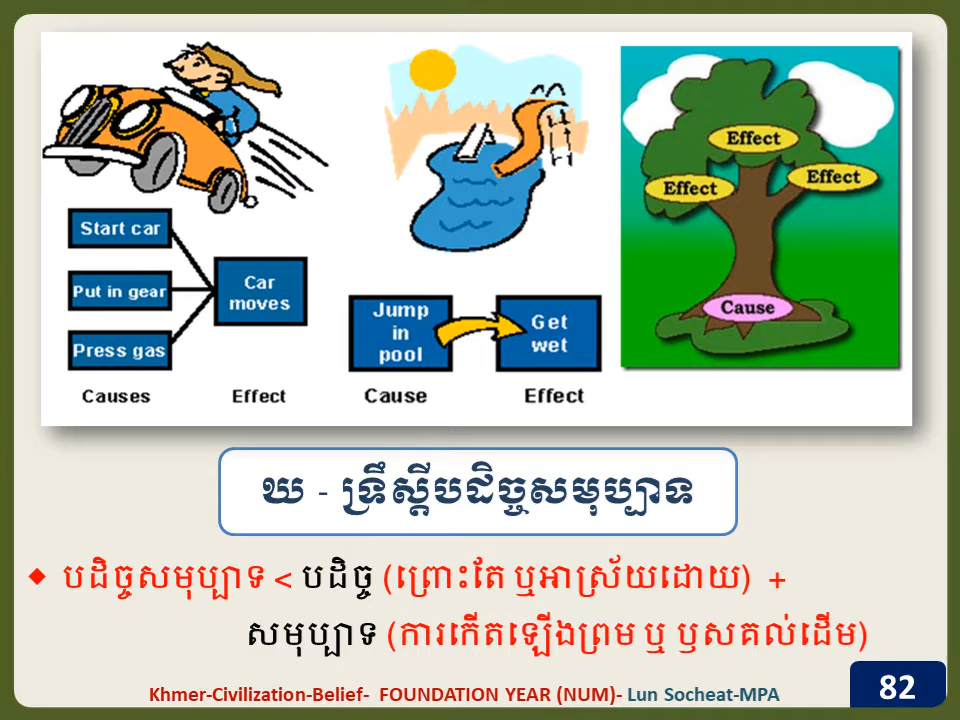 Start car
Put in gear
Press gas
Car
moves
Causes
Effect
Jump
in
pool
Get
wet
Cause
Effect
Effect
Effect
Effect
Cause
ឃ - ទ្រឹស្តីបដិច្ចសមុប្បាទ
បដិច្ចសមុប្បាទ < បដិច្ច (ព្រោះតែ ឬអាស្រ័យដោយ) +
សមុប្បាទ (ការកើតឡើងព្រម ឬ ឫសគល់ដើម)
Khmer-Civilization-Belief- FOUNDATION YEAR (NUM)- Lun Socheat-MPA
82